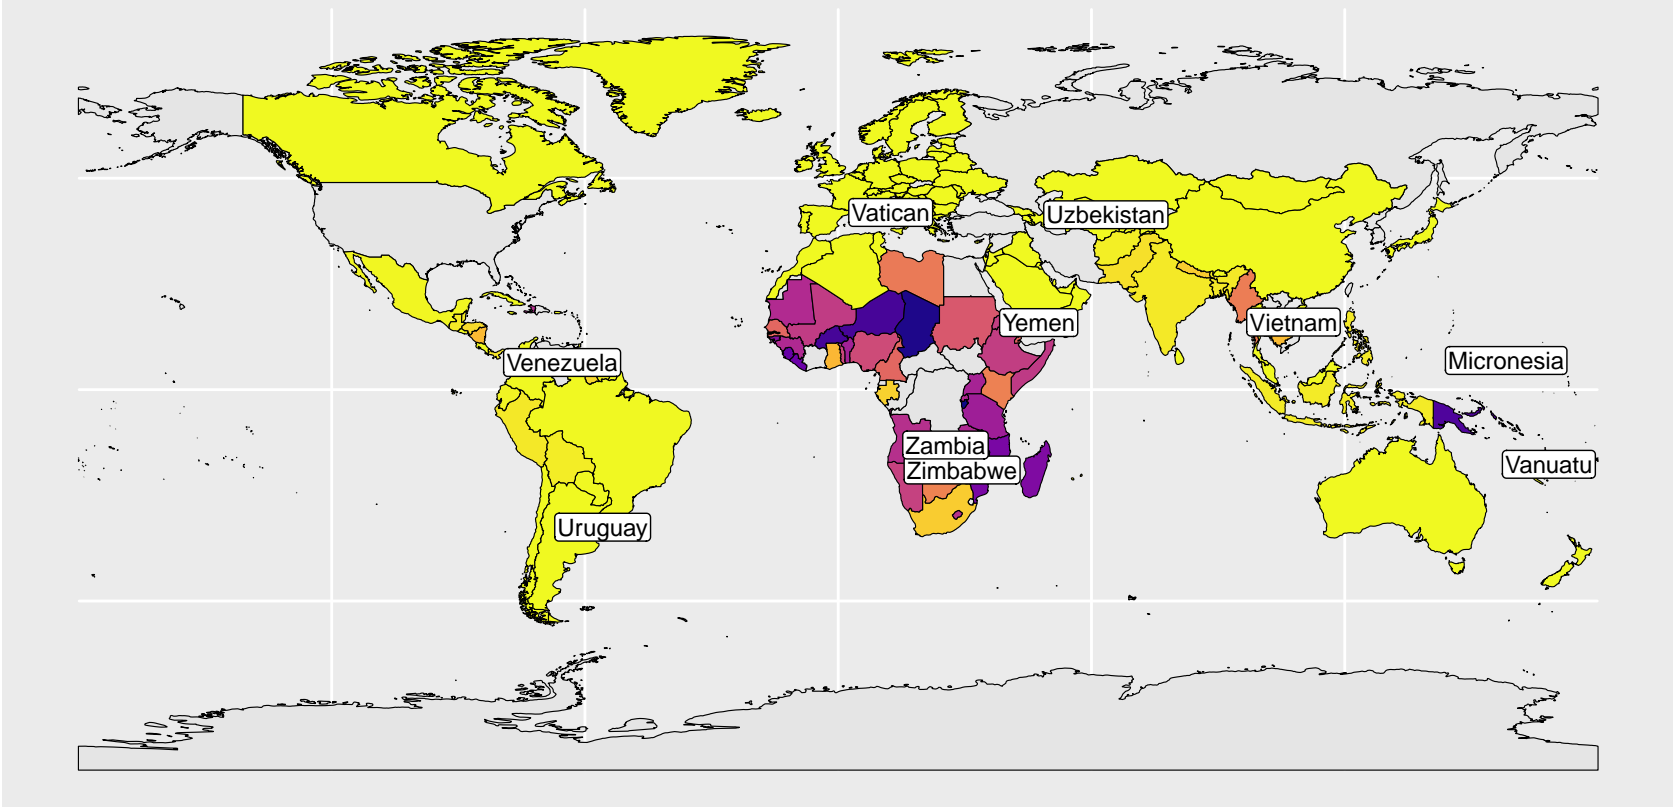 Vatican
Uzbekistan
Yemen
Vietnam
Venezuela
Micronesia
Zambia
Zimbabwe
Vanuatu
Uruguay